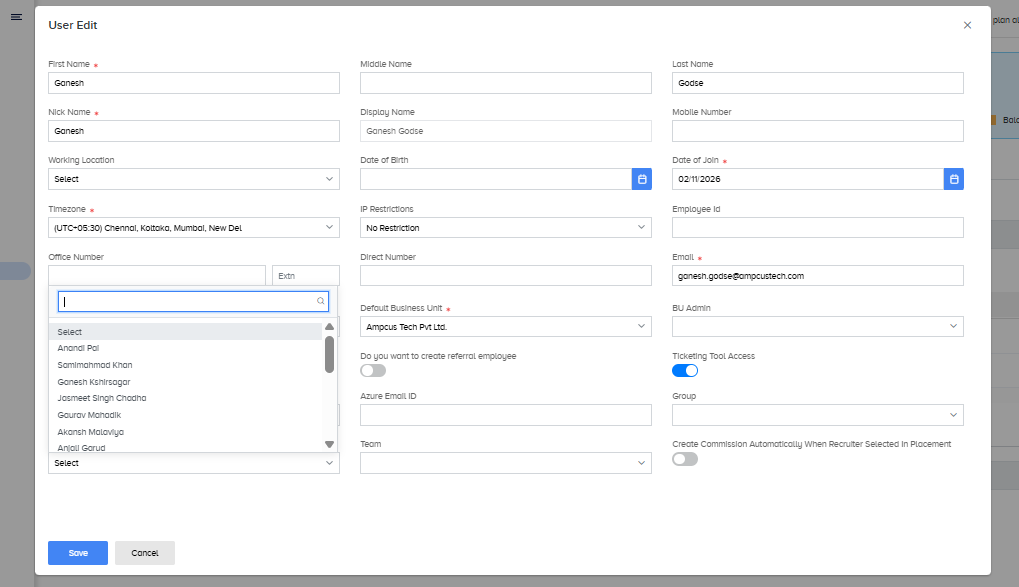 User Edit
plan al
First Name *
Middle Name
Last Name
Ganesh
Godse
Nick Name *
Display Name
Mobile Number
Ganesh
Ganesh Godse
Working Location
Date of Birth
Date of Join *
Select
02/11/2026
Timezone *
IP Restrictions
Employee Id
(UTC+05:30) Chennai, Kolkata, Mumbai, New Del
No Restriction
Office Number
Direct Number
Email *
Extn
ganesh.godse@ampcustech.com
Default Business Unit *
BU Admin
Ampcus Tech Pvt Ltd.
Select
Anandi Pai
Samimahmad Khan
Ganesh Kshirsagar
Jasmeet Singh Chadha
Gaurav Mahadik
Akansh Malaviya
Anjali Garud
Do you want to create referral employee
Ticketing Tool Access
Azure Email ID
Group
Team
Create Commission Automatically When Recruiter Selected In Placement
Select
Save
Cancel